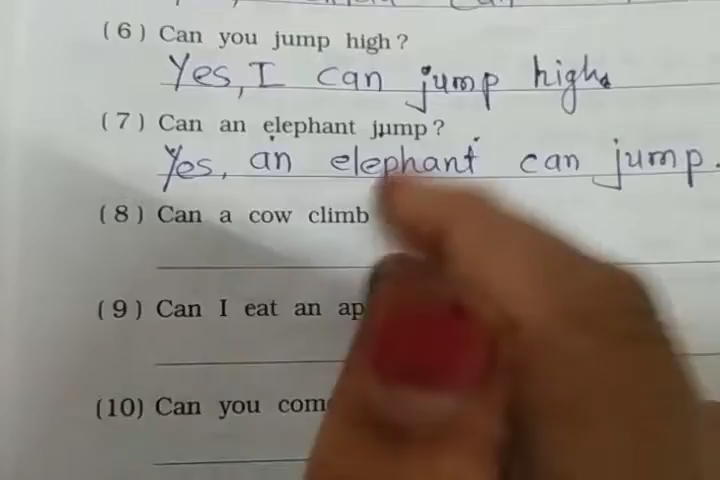 (6) Can you jump high?
Yes, I can jump high.
(7) Can an elephant jump?
Yes, an elephant can jump.
(8) Can a cow climb
(9) Can I eat an
(10) Can you